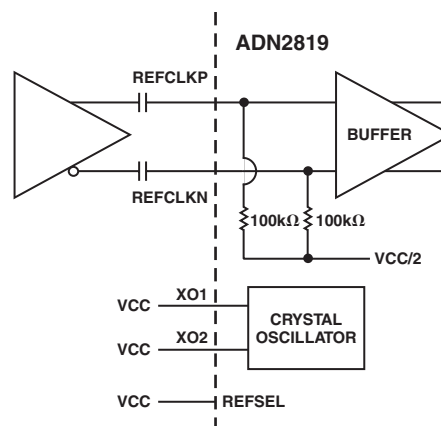 ADN2819
REFCLKP
BUFFER
REFCLKN
100kΩ 100kΩ
VCC/2
VCC XO1
CRYSTAL
OSCILLATOR
VCC XO2
VCC REFSEL